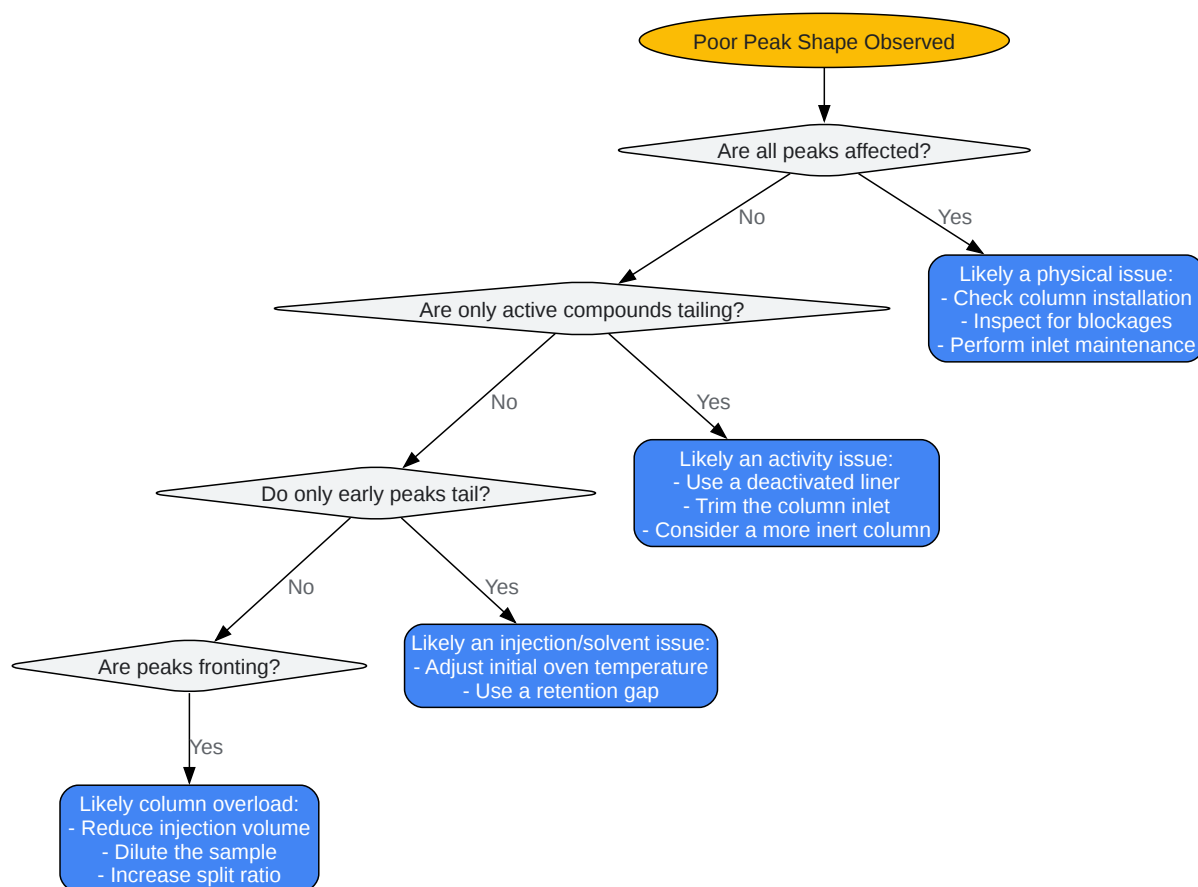 Poor Peak Shape Observed
Are all peaks affected?
No
Yes
Likely a physical issue:
- Check column installation
- Inspect for blockages
- Perform inlet maintenance
Are only active compounds tailing?
No
Yes
Likely an activity issue:
- Use a deactivated liner
- Trim the column inlet
- Consider a more inert column
Do only early peaks tail?
No
Yes
Likely an injection/solvent issue:
- Adjust initial oven temperature
- Use a retention gap
Are peaks fronting?
Yes
Likely column overload:
- Reduce injection volume
- Dilute the sample
- Increase split ratio